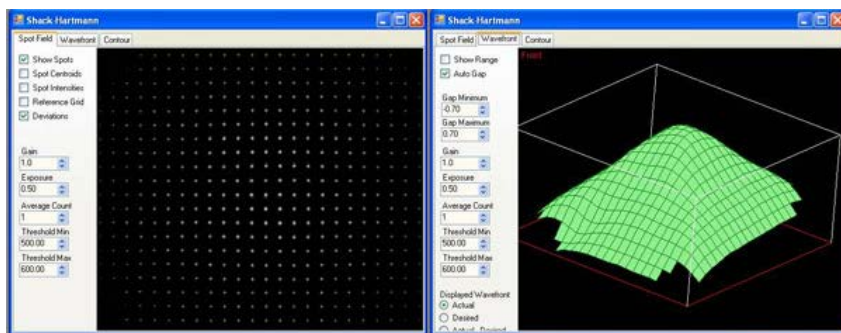 Shack-Hartmann
Spot Field Wavefront Contour
Show Spots
Spot Centroids
Spot Intensities
Reference Grid
Deviations
Gain
1.0
Exposure
0.50
Average Count
1
Threshold Min
500.00
Threshold Max
600.00
Shack-Hartmann
Spot Field Wavefront Contour
Show Range
Auto Gap
Gap Minimum
-0.70
Gap Maximum
0.70
Gain
1.0
Exposure
0.50
Average Count
1
Threshold Min
500.00
Threshold Max
600.00
Displayed Wavefront
Actual
Desired
Actual - Desired
Front